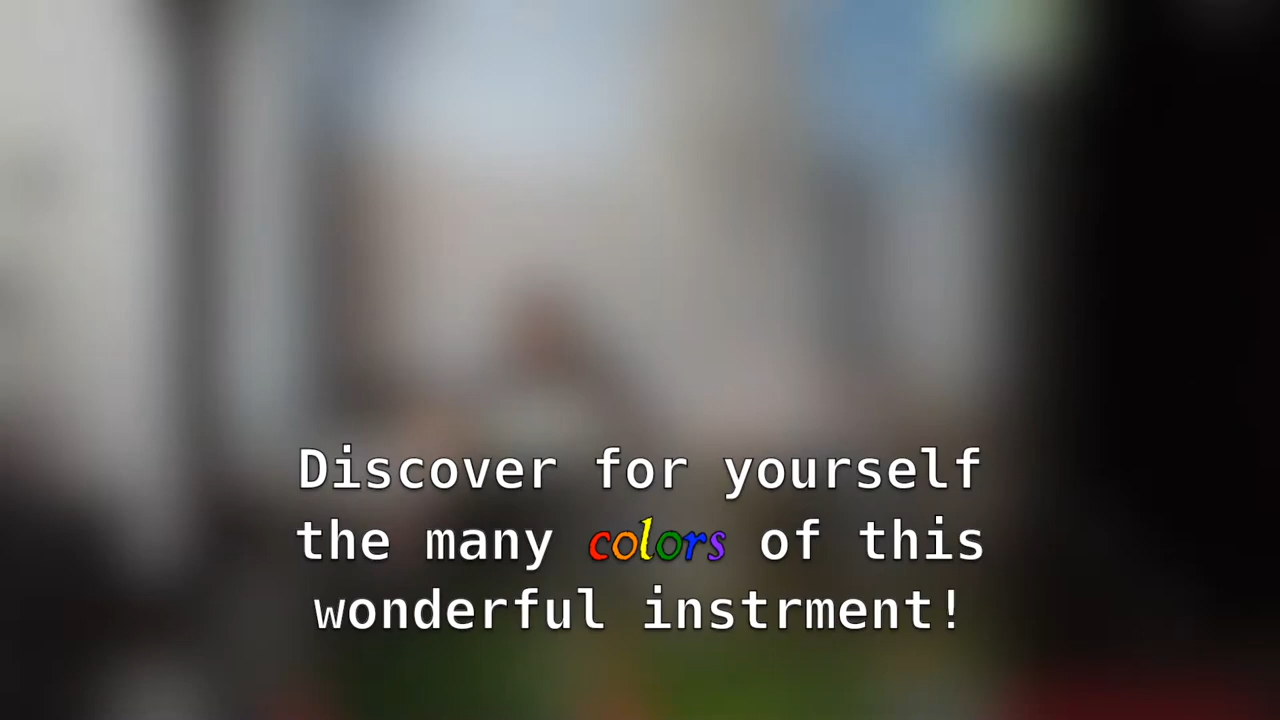 Discover for yourself
the many colors of this
wonderful instrment!